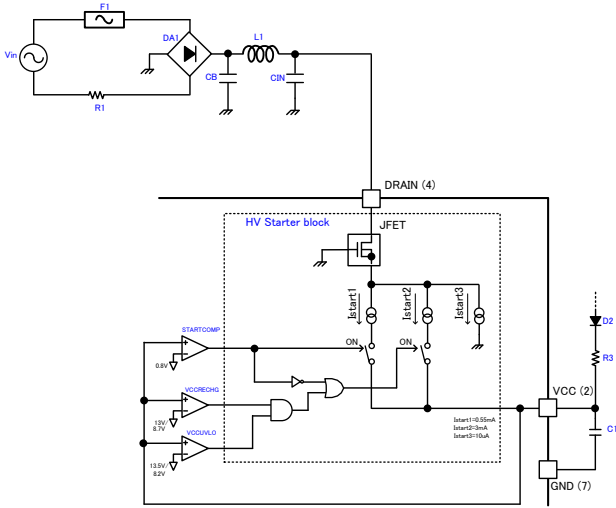 F1
Vin
DA1
L1
CB
CIN
R1
DRAIN (4)
HV Starter block
JFET
Istart1
Istart2
Istart3
D2
STARTCOMP
ON
ON
R3
0.8V
VCCRECHG
VCC (2)
13V/
8.7V
Istart1=0.55mA
Istart2=3mA
Istart3=10uA
C1
VCCUVLO
13.5V/
8.2V
GND (7)